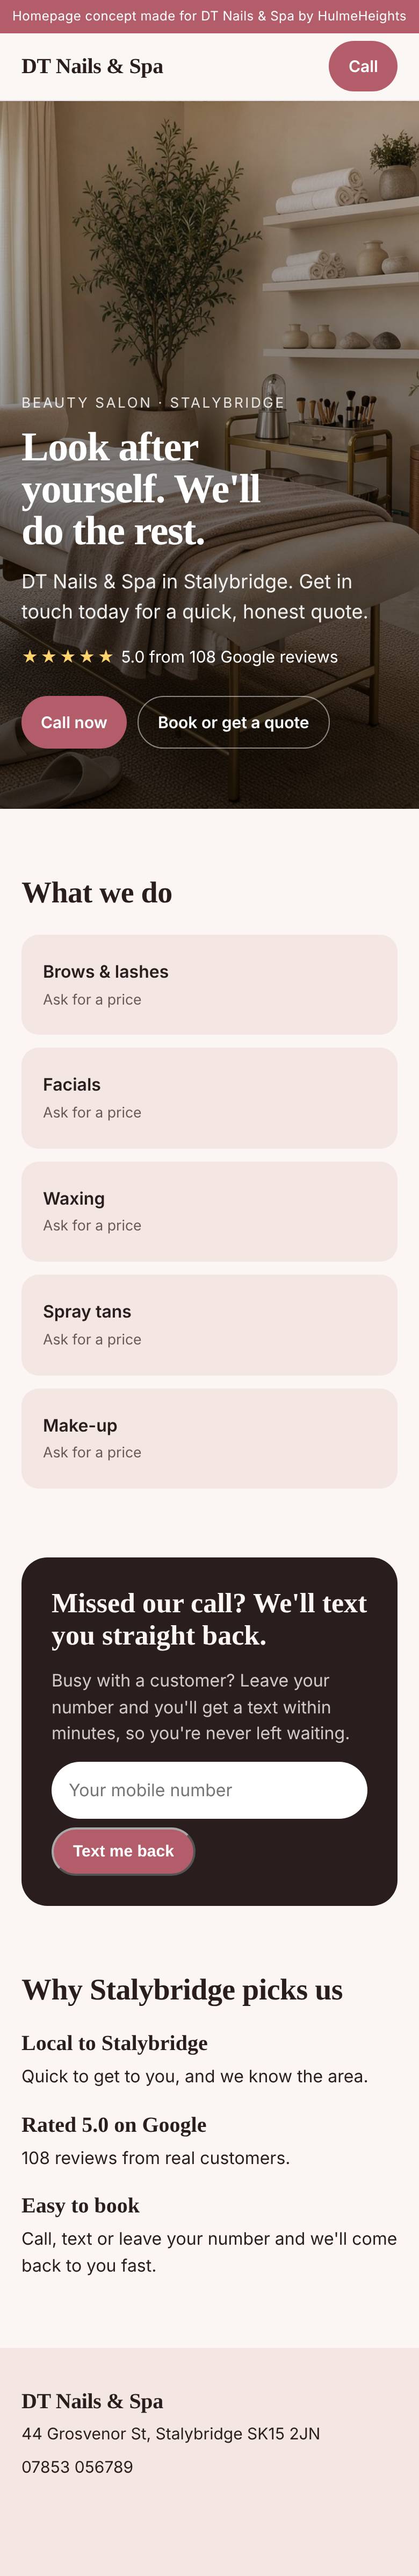 Homepage concept made for DT Nails & Spa by HulmeHeights
DT Nails & Spa
Call
BEAUTY SALON · STALYBRIDGE
Look after
yourself. We'll
do the rest.
DT Nails & Spa in Stalybridge. Get in
touch today for a quick, honest quote.
★★★★★ 5.0 from 108 Google reviews
Call now
Book or get a quote
What we do
Brows & lashes
Ask for a price
Facials
Ask for a price
Waxing
Ask for a price
Spray tans
Ask for a price
Make-up
Ask for a price
Missed our call? We'll text
you straight back.
Busy with a customer? Leave your
number and you'll get a text within
minutes, so you're never left waiting.
Your mobile number
Text me back
Why Stalybridge picks us
Local to Stalybridge
Quick to get to you, and we know the area.
Rated 5.0 on Google
108 reviews from real customers.
Easy to book
Call, text or leave your number and we'll come
back to you fast.
DT Nails & Spa
44 Grosvenor St, Stalybridge SK15 2JN
07853 056789